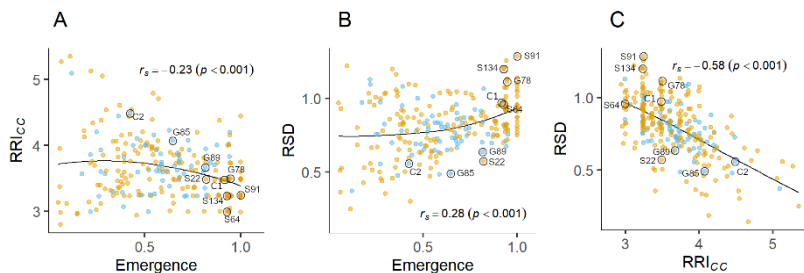 A
r_s = −0.23 (p < 0.001)
C2
G85
G89
G78
S22
C1
S91
S134
S64
5
4
3
0.5
1.0
RRI_CC
Emergence
B
S91
S134
G78
C1
S64
G89
C2
S22
G85
r_s = 0.28 (p < 0.001)
1.0
0.5
0.5
1.0
RSD
Emergence
C
S91
r_s = −0.58 (p < 0.001)
S134
G78
S64
C1
G89
S22
C2
G85
1.0
0.5
3
4
5
RSD
RRI_CC